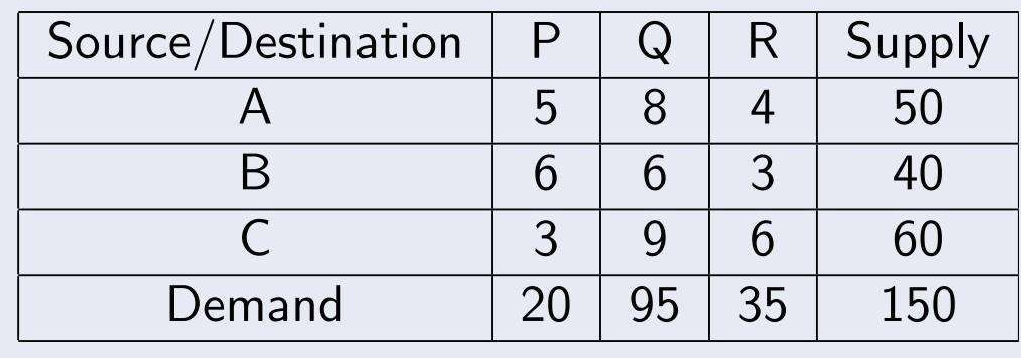 Source/Destination P Q R Supply
A 5 8 4 50
B 6 6 3 40
C 3 9 6 60
Demand 20 95 35 150